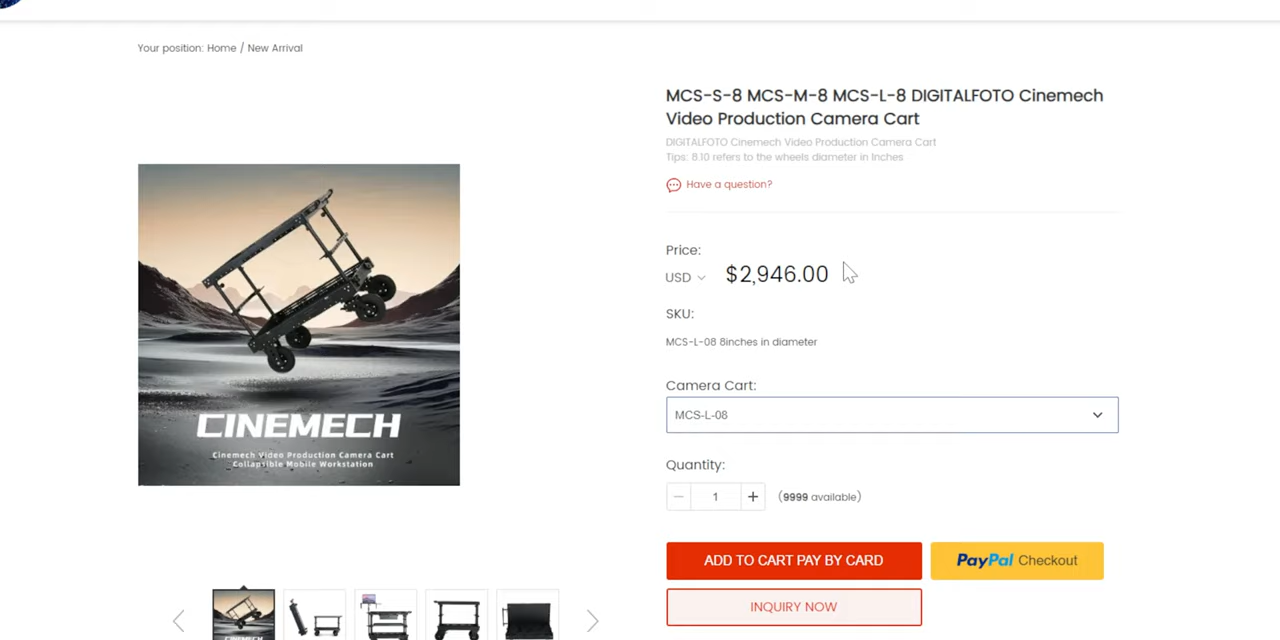 Your position: Home / New Arrival
MCS-S-8 MCS-M-8 MCS-L-8 DIGITALFOTO Cinemech
Video Production Camera Cart
DIGITALFOTO Cinemech Video Production Camera Cart
Tips: 8.10 refers to the wheels diameter in Inches
Have a question?
Price:
USD $2,946.00
SKU:
MCS-L-08 8inches in diameter
Camera Cart:
MCS-L-08
Quantity:
1 + (9999 available)
ADD TO CART PAY BY CARD
PayPal Checkout
INQUIRY NOW
CINEMECH
Cinemech Video Production Camera Cart
Collapsible Mobile Workstation